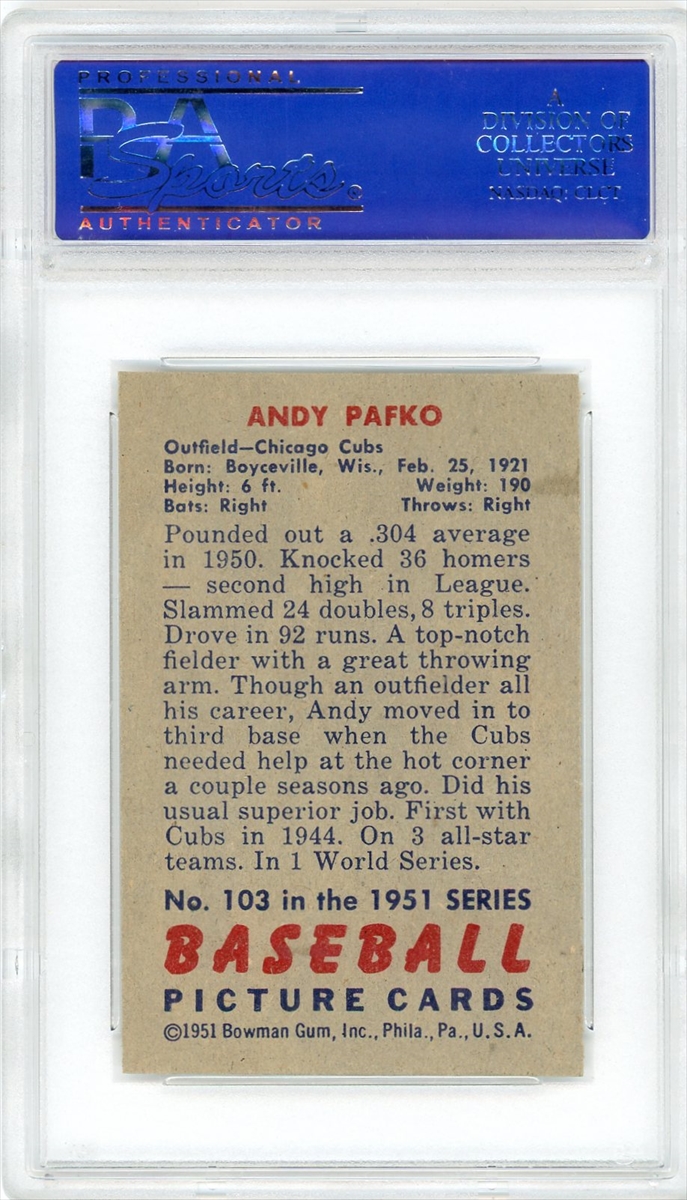 PROFESSIONAL
PSA
Sports®
AUTHENTICATOR
A
DIVISION OF
COLLECTORS
UNIVERSE
NASDAQ: CLCT
ANDY PAFKO
Outfield—Chicago Cubs
Born: Boyceville, Wis., Feb. 25, 1921
Height: 6 ft. Weight: 190
Bats: Right Throws: Right
Pounded out a .304 average
in 1950. Knocked 36 homers
— second high in League.
Slammed 24 doubles, 8 triples.
Drove in 92 runs. A top-notch
fielder with a great throwing
arm. Though an outfielder all
his career, Andy moved in to
third base when the Cubs
needed help at the hot corner
a couple seasons ago. Did his
usual superior job. First with
Cubs in 1944. On 3 all-star
teams. In 1 World Series.
No. 103 in the 1951 SERIES
BASEBALL
PICTURE CARDS
©1951 Bowman Gum, Inc., Phila., Pa., U.S.A.